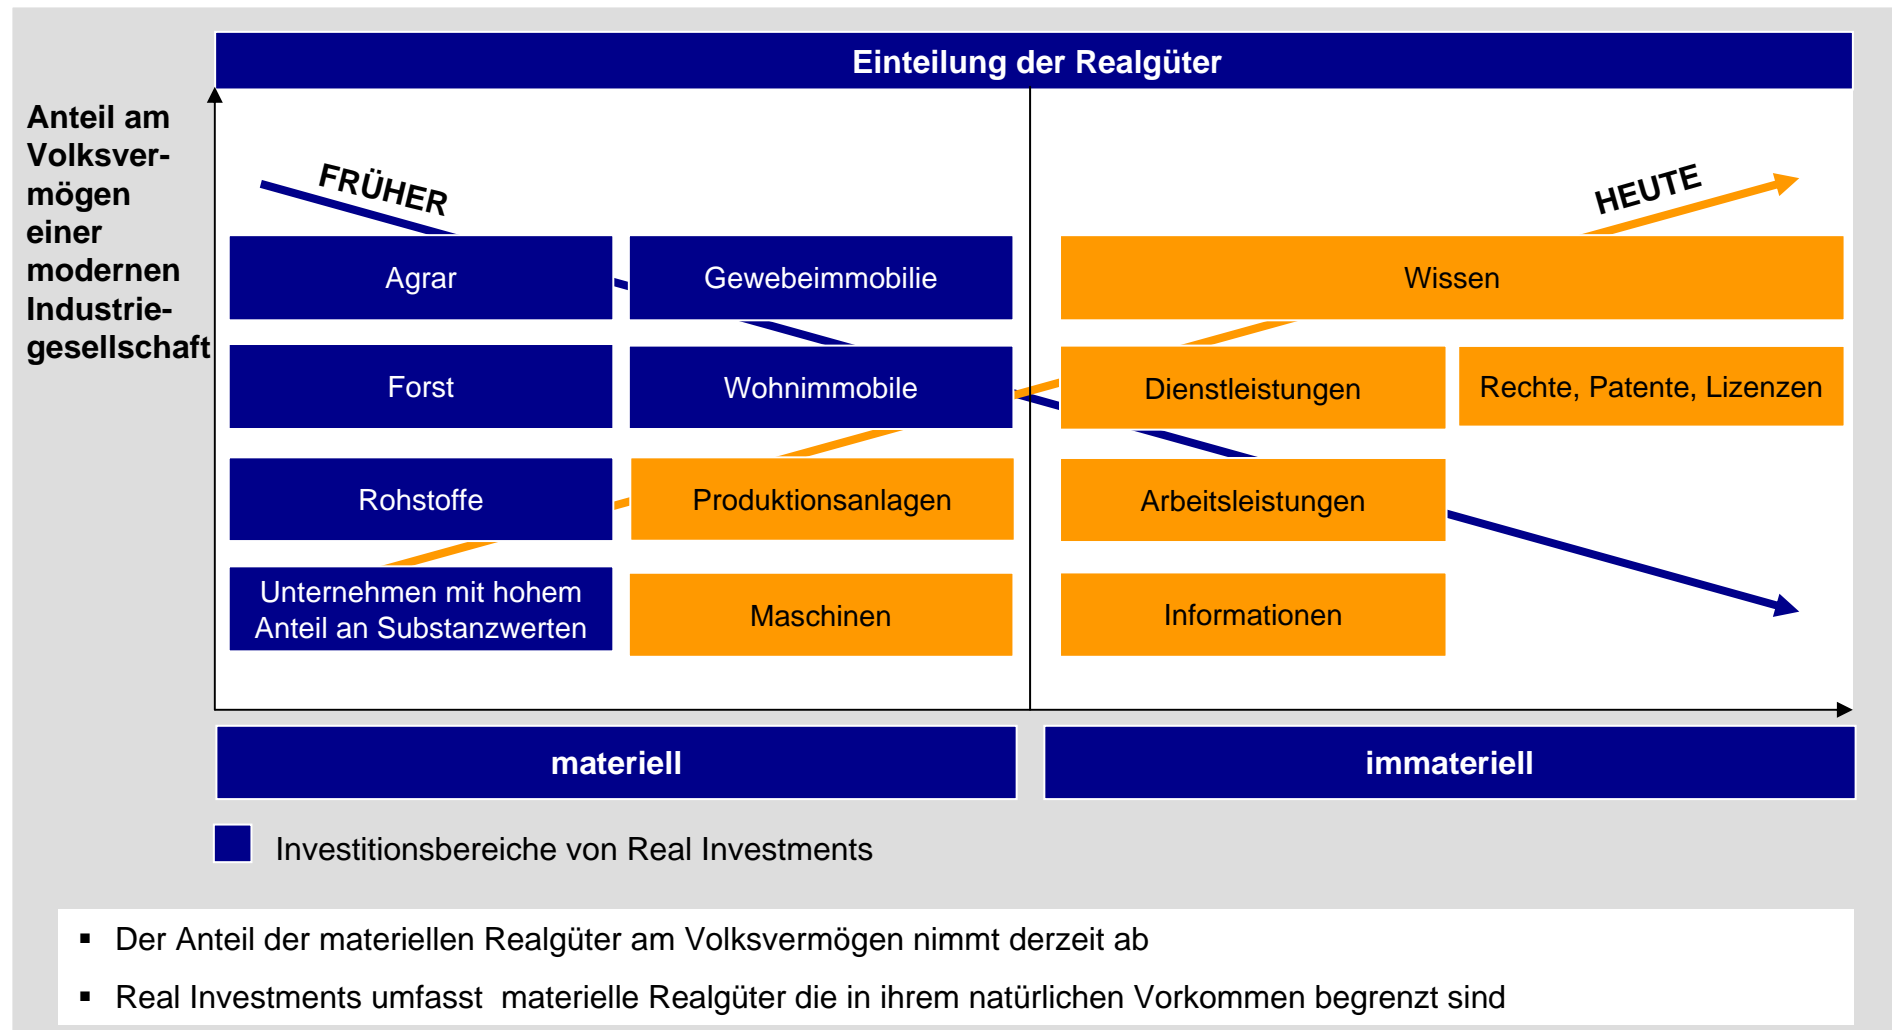 Einteilung der Realgüter
Anteil am
Volksver-
mögen
einer
modernen
Industrie-
gesellschaft
FRÜHER
HEUTE
Agrar
Gewebeimmobilie
Wissen
Forst
Wohnimmobile
Dienstleistungen
Rechte, Patente, Lizenzen
Rohstoffe
Produktionsanlagen
Arbeitsleistungen
Unternehmen mit hohem
Anteil an Substanzwerten
Maschinen
Informationen
materiell
immateriell
Investitionsbereiche von Real Investments
▪ Der Anteil der materiellen Realgüter am Volksvermögen nimmt derzeit ab
▪ Real Investments umfasst  materielle Realgüter die in ihrem natürlichen Vorkommen begrenzt sind